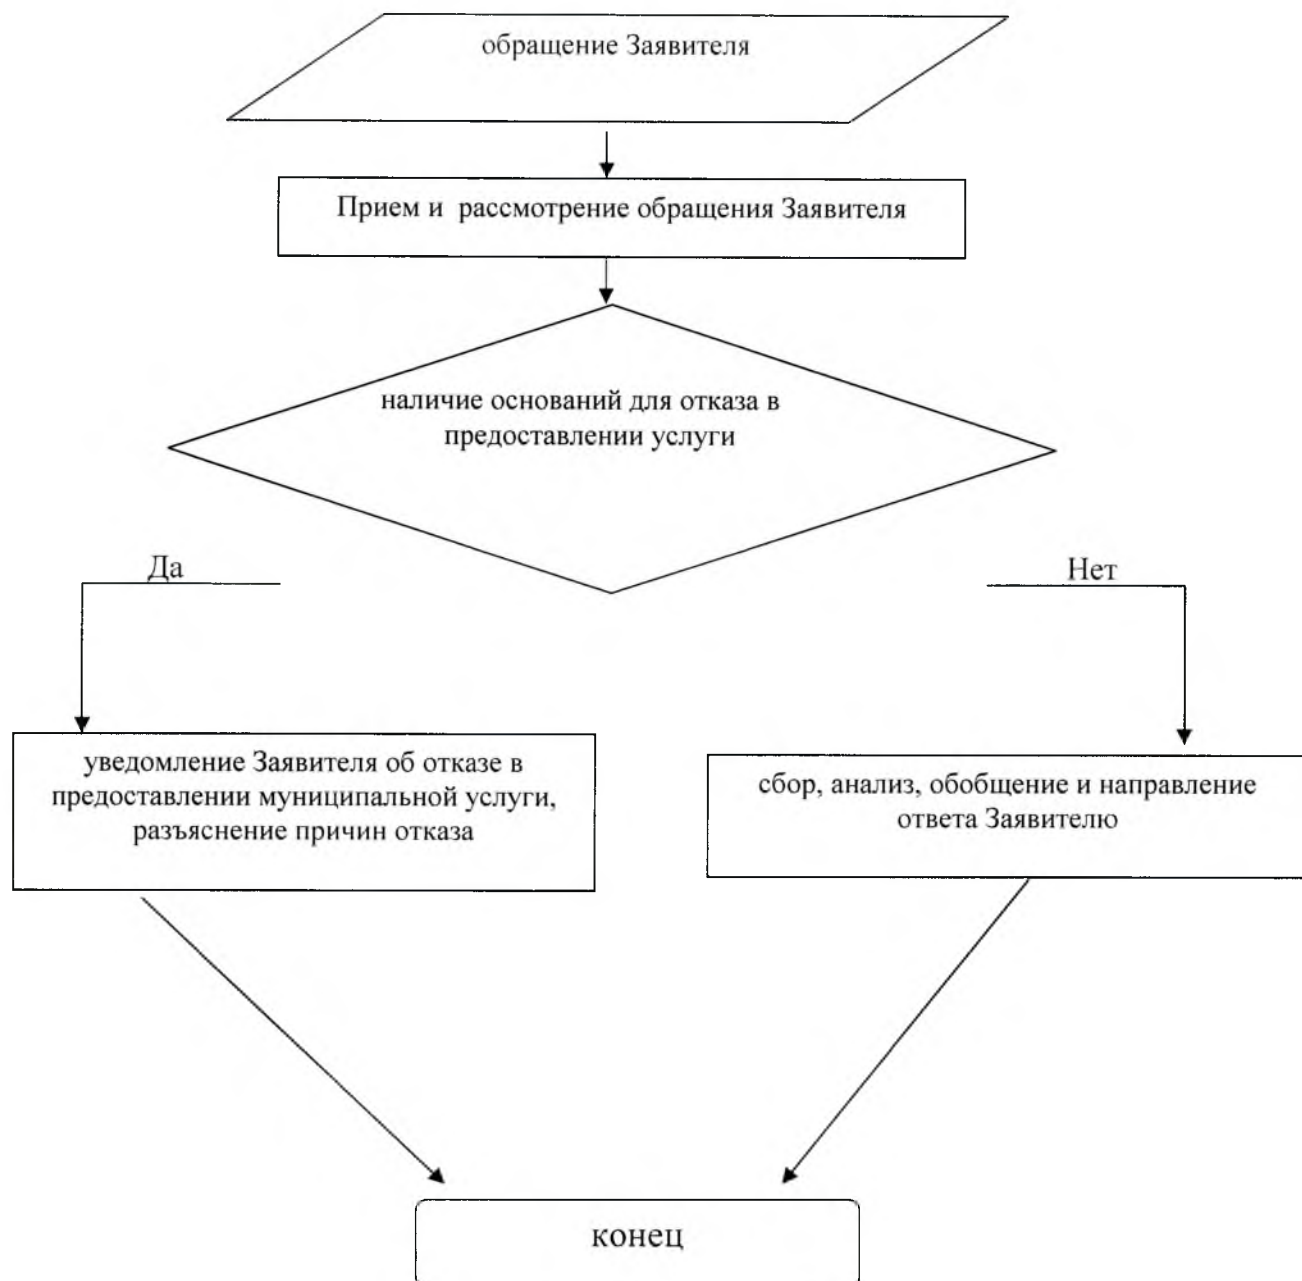 обращение Заявителя
Прием и рассмотрение обращения Заявителя
наличие оснований для отказа в
предоставлении услуги
Да
Нет
уведомление Заявителя об отказе в
предоставлении муниципальной услуги,
разъяснение причин отказа
сбор, анализ, обобщение и направление
ответа Заявителю
конец